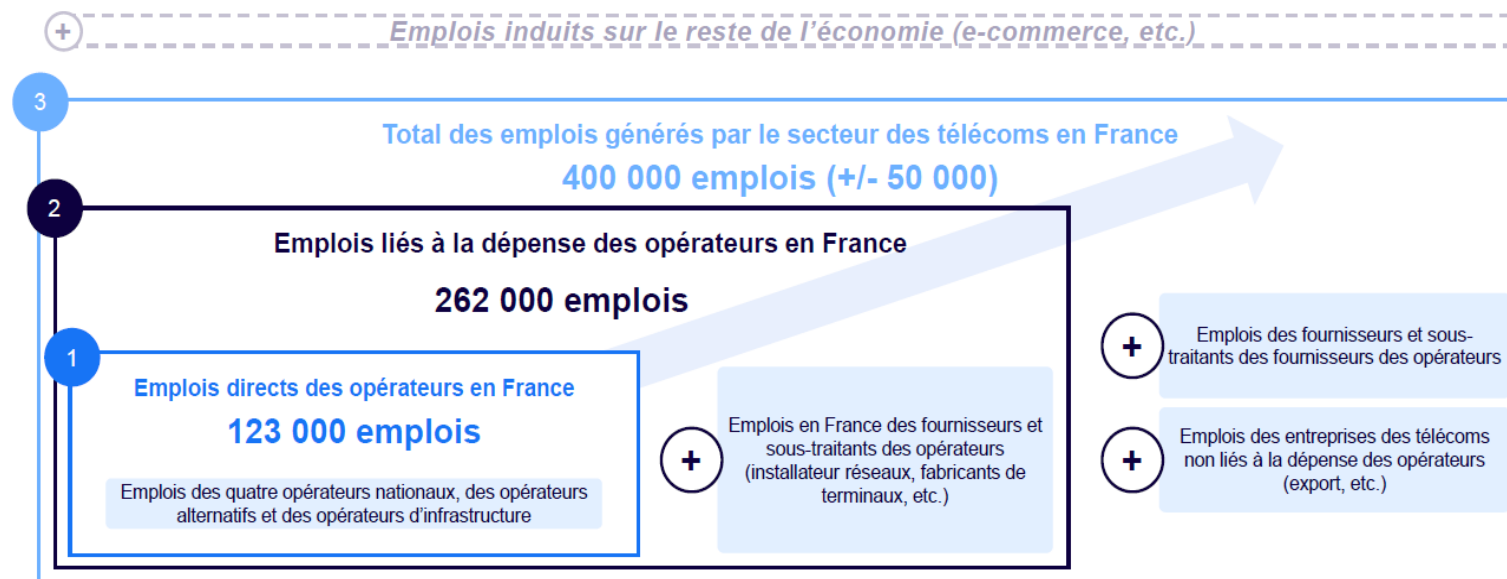 + Emplois induits sur le reste de l'économie (e-commerce, etc.)
3
Total des emplois générés par le secteur des télécoms en France
400 000 emplois (+/- 50 000)
2
Emplois liés à la dépense des opérateurs en France
262 000 emplois
1
Emplois directs des opérateurs en France
123 000 emplois
Emplois des quatre opérateurs nationaux, des opérateurs
alternatifs et des opérateurs d'infrastructure
+
Emplois en France des fournisseurs et
sous-traitants des opérateurs
(installateur réseaux, fabricants de
terminaux, etc.)
+
Emplois des fournisseurs et sous-
traitants des fournisseurs des opérateurs
+
Emplois des entreprises des télécoms
non liés à la dépense des opérateurs
(export, etc.)